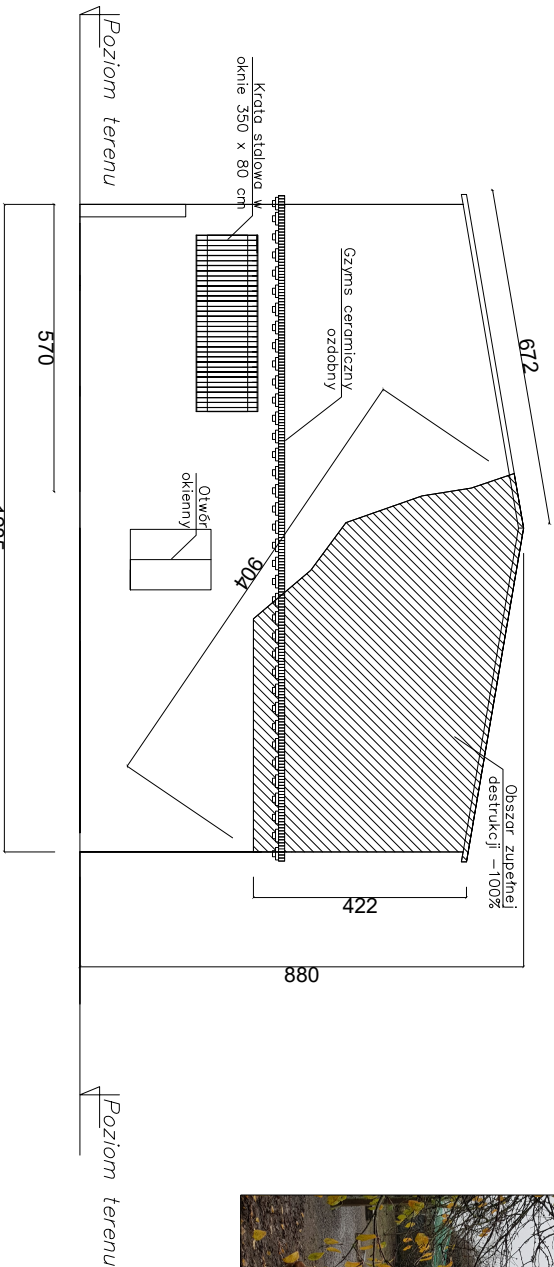 Poziom terenu
Krata stalowa w
oknie 350 x 80 cm
Gzyms ceramiczny
ozdobny
672
570
Otwór
okienny
904
Obszar zupełnej
destrukcji -100%
422
880
Poziom terenu